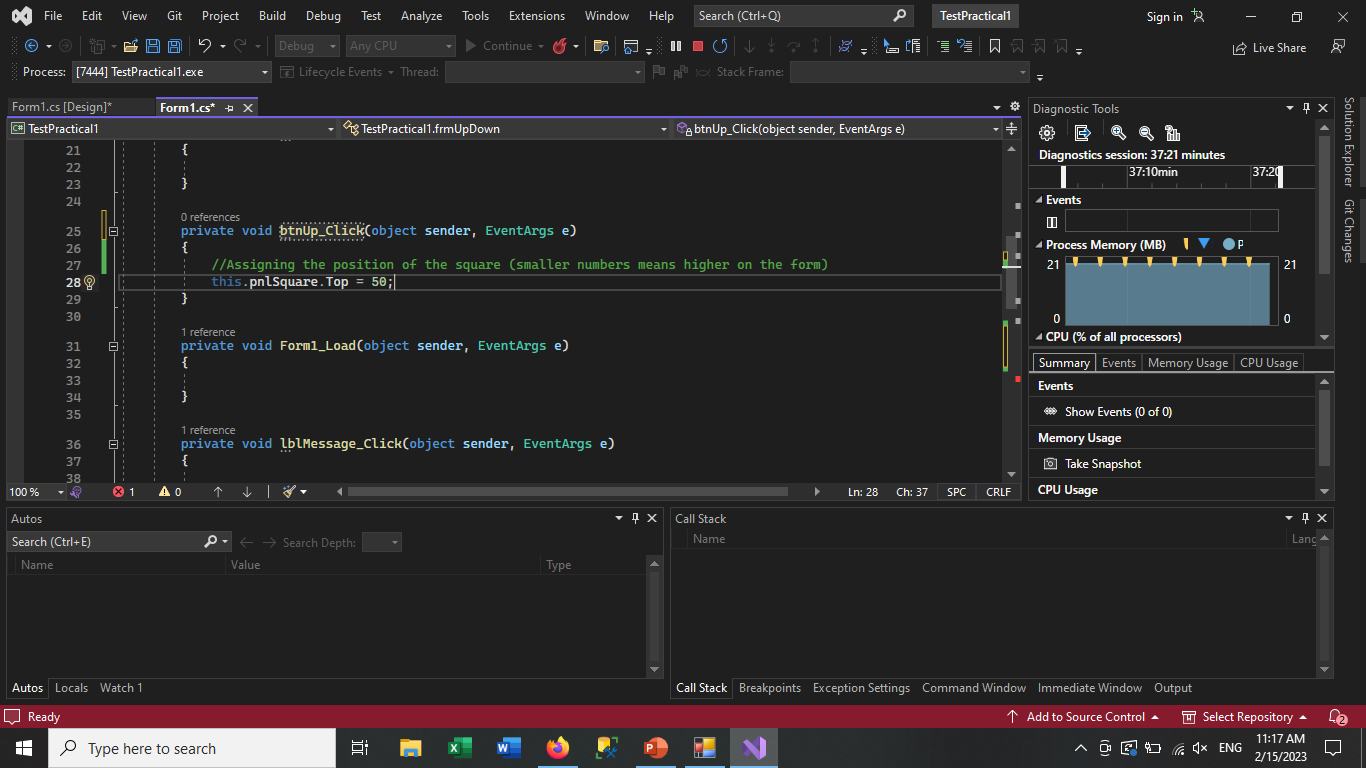 File Edit View Git Project Build Debug Test Analyze Tools Extensions Window Help Search (Ctrl+Q) TestPractical1 Sign in
Debug Any CPU Continue Live Share
Process: [7444] TestPractical1.exe Lifecycle Events Thread: Stack Frame:
Form1.cs [Design]* Form1.cs*
C# TestPractical1 TestPractical1.frmUpDown btnUp_Click(object sender, EventArgs e)
21 {
22
23 }
24
0 references
25 private void btnUp_Click(object sender, EventArgs e)
26 {
27 //Assigning the position of the square (smaller numbers means higher on the form)
28 this.pnlSquare.Top = 50;
29 }
30
1 reference
31 private void Form1_Load(object sender, EventArgs e)
32 {
33
34 }
35
1 reference
36 private void lblMessage_Click(object sender, EventArgs e)
37 {
38
100 % 1 0 Ln: 28 Ch: 37 SPC CRLF
Diagnostic Tools
Diagnostics session: 37:21 minutes
37:10min 37:20
Events
Process Memory (MB) P
21 21
0 0
CPU (% of all processors)
Summary Events Memory Usage CPU Usage
Events
Show Events (0 of 0)
Memory Usage
Take Snapshot
CPU Usage
Solution Explorer
Git Changes
Autos
Search (Ctrl+E) Search Depth:
Name Value Type
Autos Locals Watch 1
Call Stack
Name Lang
Call Stack Breakpoints Exception Settings Command Window Immediate Window Output
Ready Add to Source Control Select Repository 2
Type here to search ENG 11:17 AM
2/15/2023